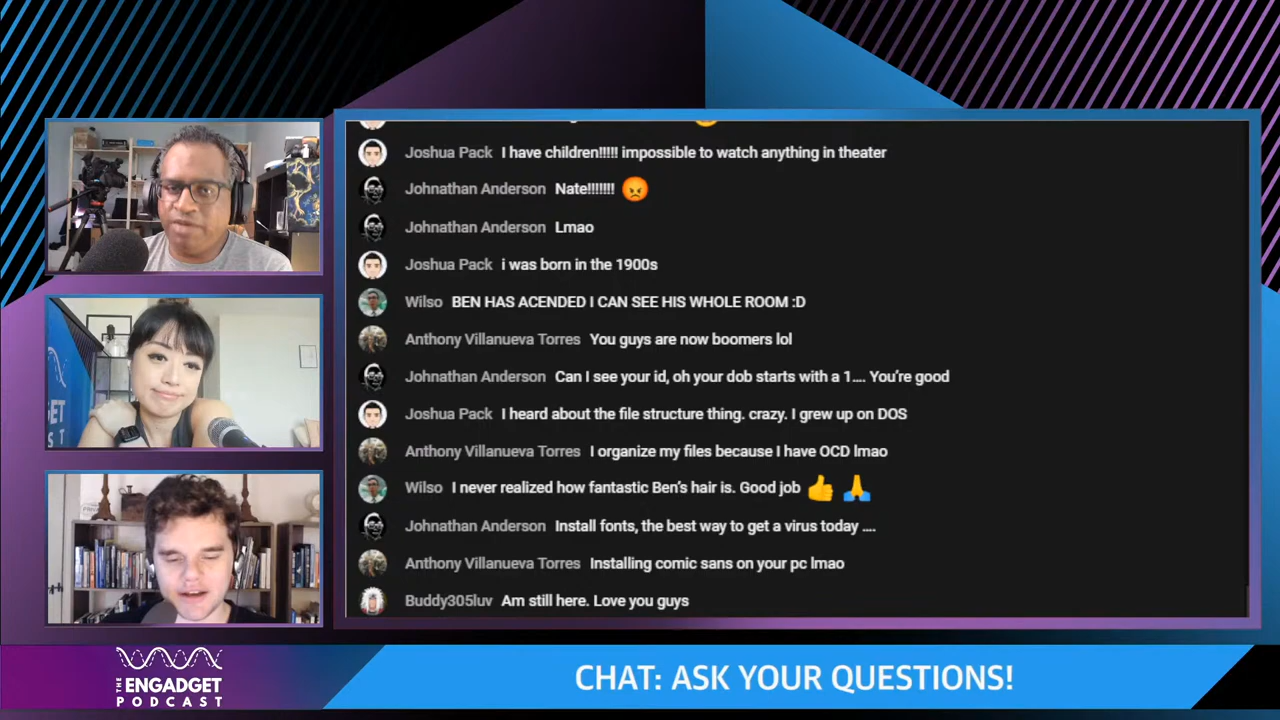 Joshua Pack I have children!!!!! impossible to watch anything in theater
Johnathan Anderson Nate!!!!!!! 😡
Johnathan Anderson Lmao
Joshua Pack i was born in the 1900s
Wilso BEN HAS ACENDED I CAN SEE HIS WHOLE ROOM :D
Anthony Villanueva Torres You guys are now boomers lol
Johnathan Anderson Can I see your id, oh your dob starts with a 1.... You're good
Joshua Pack I heard about the file structure thing. crazy. I grew up on DOS
Anthony Villanueva Torres I organize my files because I have OCD lmao
Wilso I never realized how fantastic Ben's hair is. Good job 👍 🙏
Johnathan Anderson Install fonts, the best way to get a virus today ....
Anthony Villanueva Torres Installing comic sans on your pc lmao
Buddy305luv Am still here. Love you guys
THE ENGADGET
PODCAST
CHAT: ASK YOUR QUESTIONS!